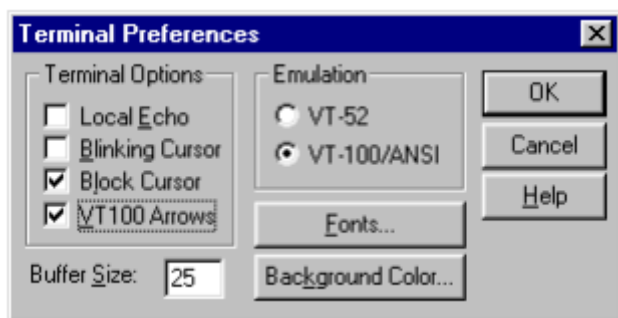 Terminal Preferences
Terminal Options
Local Echo
Blinking Cursor
Block Cursor
VT100 Arrows
Buffer Size: 25
Emulation
VT-52
VT-100/ANSI
Fonts...
Background Color...
OK
Cancel
Help